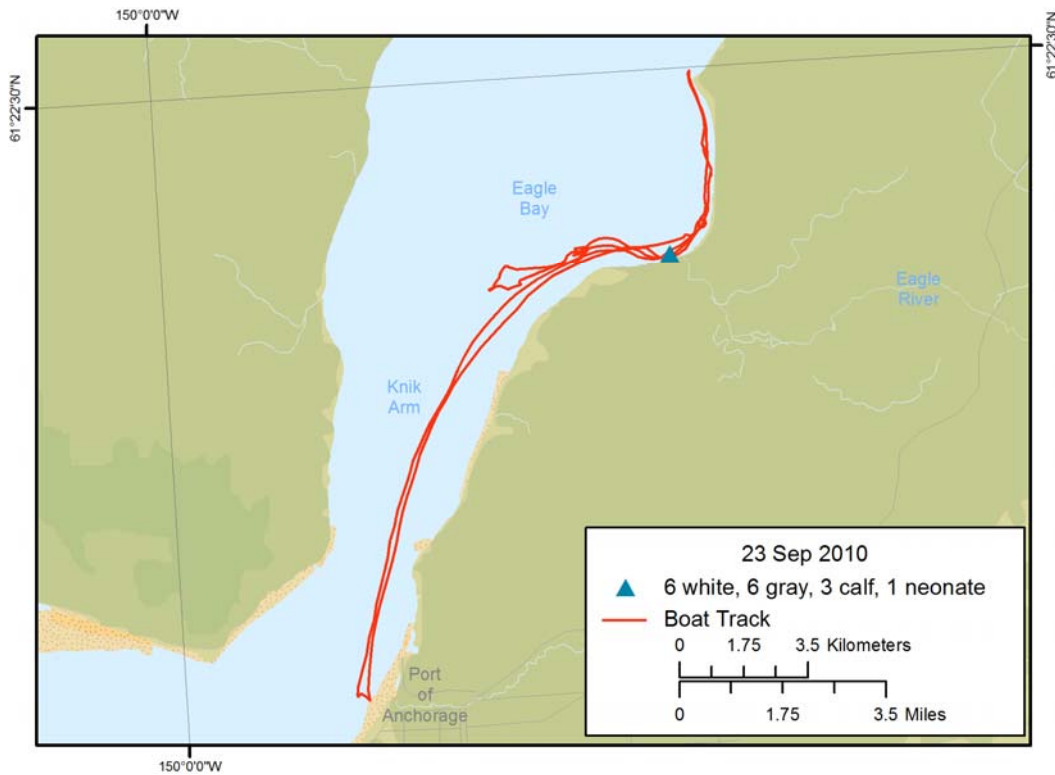 150°0'0"W
61°22'30"N
61°22'30"N
Eagle
Bay
Eagle
River
Knik
Arm
23 Sep 2010
6 white, 6 gray, 3 calf, 1 neonate
Boat Track
0 1.75 3.5 Kilometers
0 1.75 3.5 Miles
Port
of
Anchorage
150°0'0"W